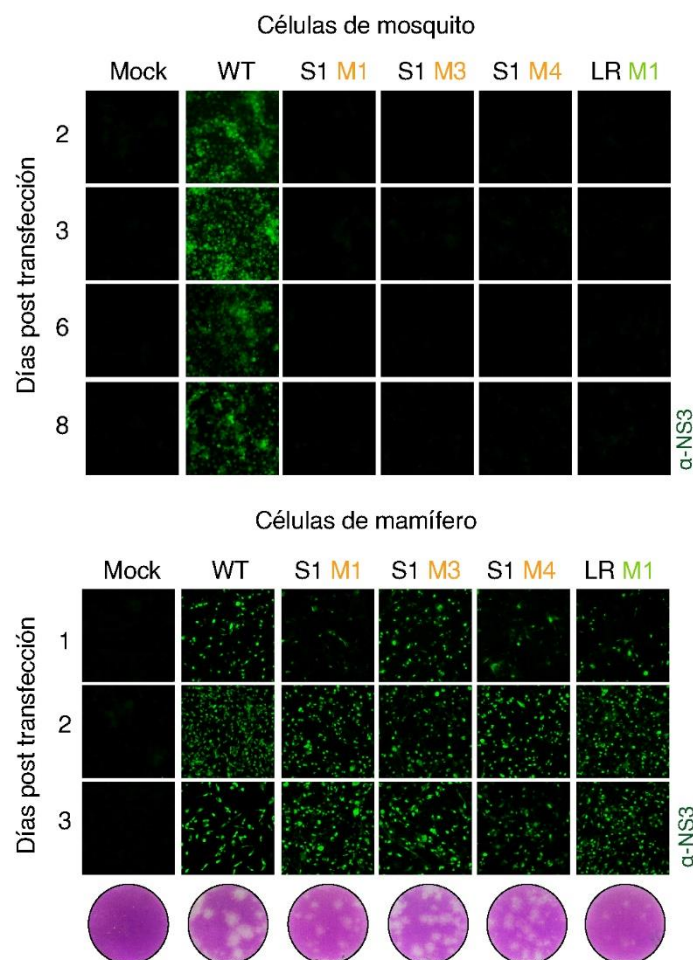 Células de mosquito
Mock WT S1 M1 S1 M3 S1 M4 LR M1
Días post transfección
2
3
6
8
α-NS3
Células de mamífero
Mock WT S1 M1 S1 M3 S1 M4 LR M1
Días post transfección
1
2
3
α-NS3